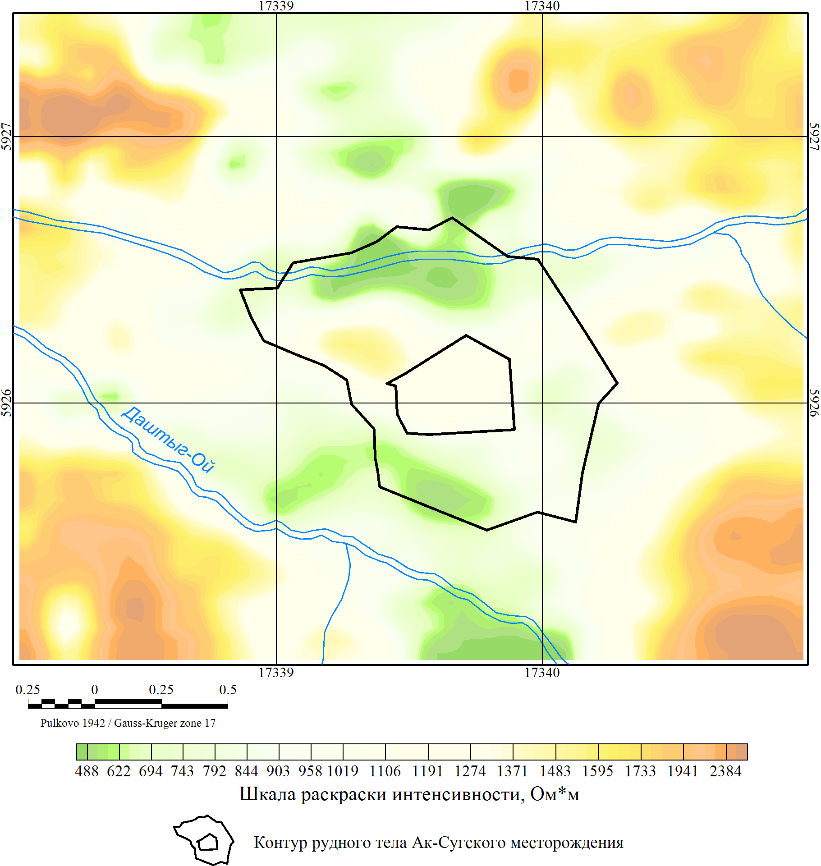 17339 17340
5927 5927
Даштыг-Ой
5926 5926
17339 17340
0.25 0 0.25 0.5
Pulkovo 1942 / Gauss-Kruger zone 17
488 622 694 743 792 844 903 958 1019 1106 1191 1274 1371 1483 1595 1733 1941 2384
Шкала раскраски интенсивности, Ом*м
Контур рудного тела Ак-Сугского месторождения